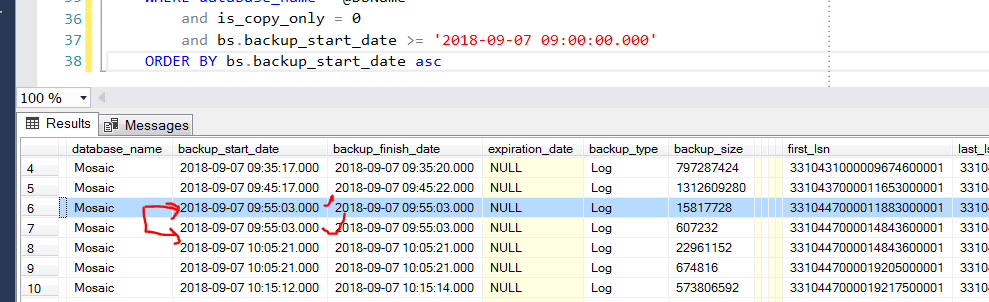 WHERE database_name = @DBName
36 and is_copy_only = 0
37 and bs.backup_start_date >= '2018-09-07 09:00:00.000'
38 ORDER BY bs.backup_start_date asc
100 %
Results Messages
database_name backup_start_date backup_finish_date expiration_date backup_type backup_size first_lsn last_ls
4 Mosaic 2018-09-07 09:35:17.000 2018-09-07 09:35:20.000 NULL Log 797287424 3310431000009674600001 33104
5 Mosaic 2018-09-07 09:45:17.000 2018-09-07 09:45:22.000 NULL Log 1312609280 3310437000011653000001 33104
6 Mosaic 2018-09-07 09:55:03.000 2018-09-07 09:55:03.000 NULL Log 15817728 3310447000011883000001 33104
7 Mosaic 2018-09-07 09:55:03.000 2018-09-07 09:55:03.000 NULL Log 607232 3310447000014843600001 33104
8 Mosaic 2018-09-07 10:05:21.000 2018-09-07 10:05:21.000 NULL Log 22961152 3310447000014843600001 33104
9 Mosaic 2018-09-07 10:05:21.000 2018-09-07 10:05:21.000 NULL Log 674816 3310447000019205000001 33104
10 Mosaic 2018-09-07 10:15:12.000 2018-09-07 10:15:14.000 NULL Log 573806592 3310447000019217500001 33104